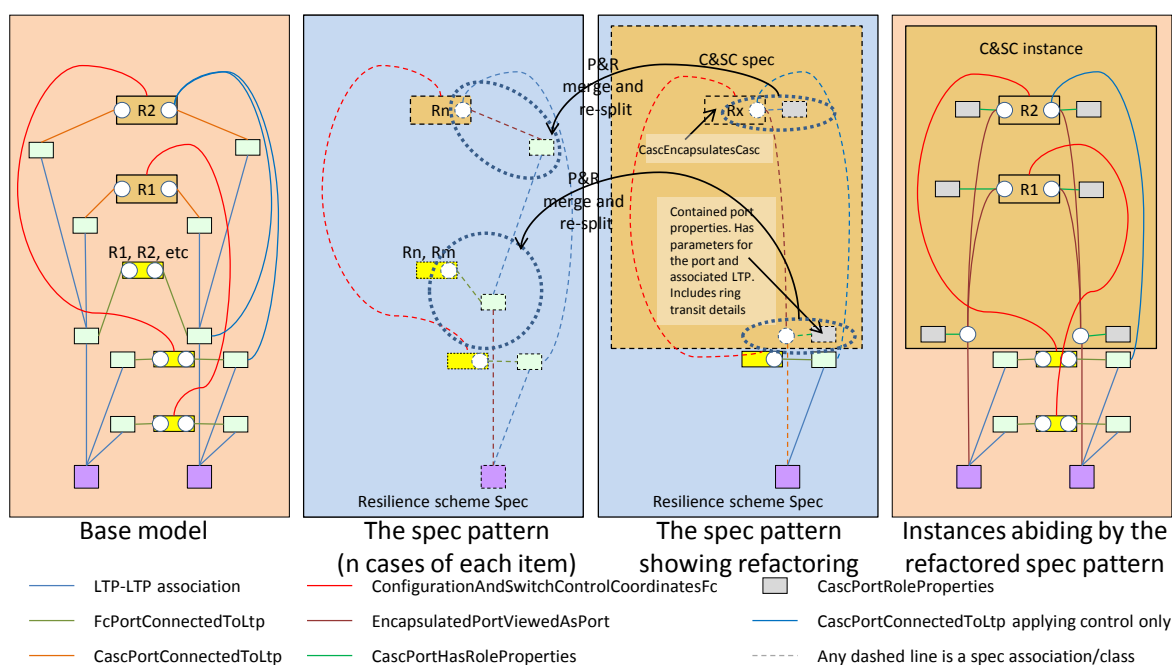 R2
R1
R1, R2, etc
Base model
P&R
merge and
re-split
Rn
P&R
merge and
re-split
Rn, Rm
Resilience scheme Spec
The spec pattern
(n cases of each item)
C&SC spec
Rx
CascEncapsulatesCasc
Contained port
properties. Has
parameters for
the port and
associated LTP.
Includes ring
transit details
Resilience scheme Spec
The spec pattern
showing refactoring
C&SC instance
R2
R1
Instances abiding by the
refactored spec pattern
LTP-LTP association
FcPortConnectedToLtp
CascPortConnectedToLtp
ConfigurationAndSwitchControlCoordinatesFc
EncapsulatedPortViewedAsPort
CascPortHasRoleProperties
CascPortRoleProperties
CascPortConnectedToLtp applying control only
Any dashed line is a spec association/class